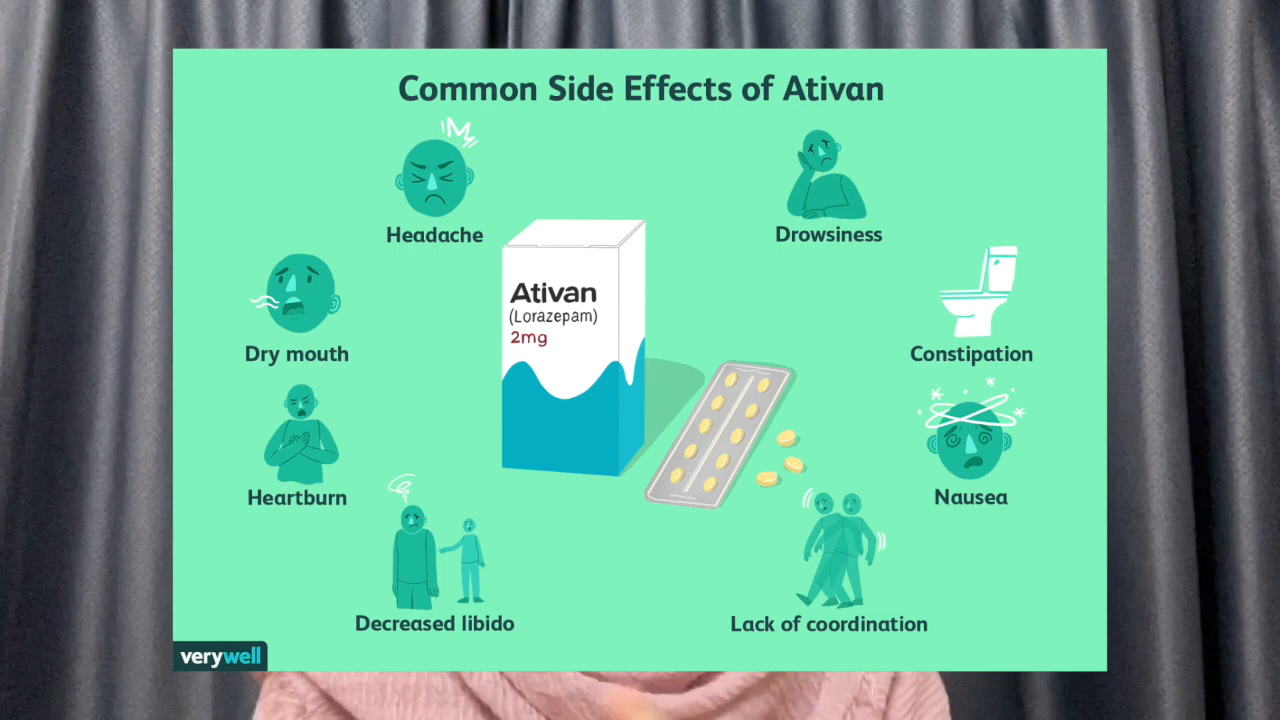 Common Side Effects of Ativan
Headache
Drowsiness
Dry mouth
Constipation
Ativan
(Lorazepam)
2mg
Heartburn
Nausea
Decreased libido
Lack of coordination
verywell